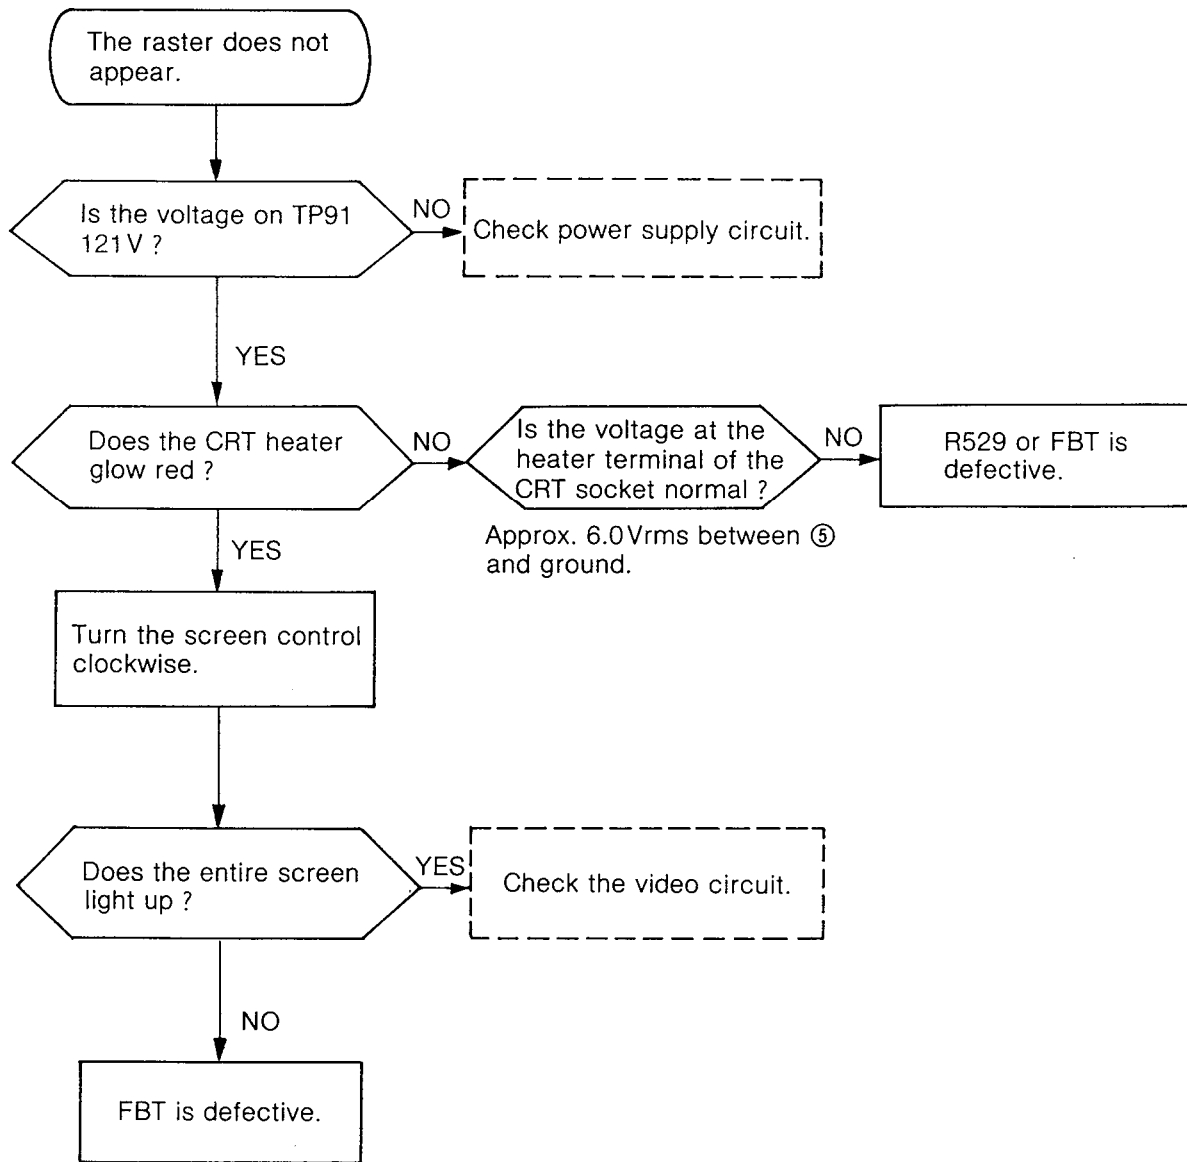 The raster does not
appear.
Is the voltage on TP91
121V ?
NO
Check power supply circuit.
YES
Does the CRT heater
glow red ?
NO
Is the voltage at the
heater terminal of the
CRT socket normal ?
NO
R529 or FBT is
defective.
Approx. 6.0Vrms between ⑤
and ground.
YES
Turn the screen control
clockwise.
Does the entire screen
light up ?
YES
Check the video circuit.
NO
FBT is defective.